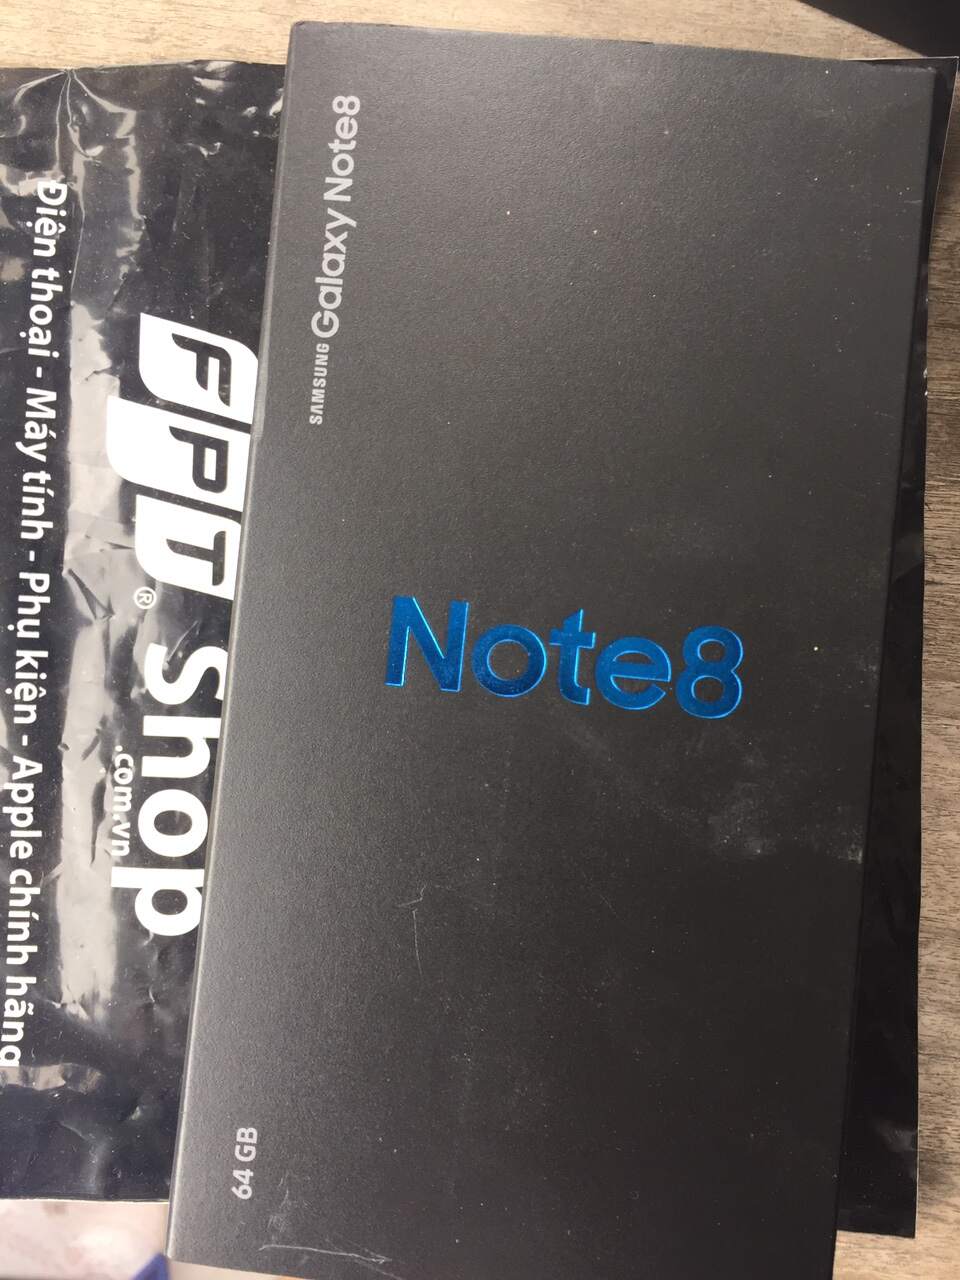 SAMSUNG Galaxy Note8
Note8
64 GB
FPT Shop
®
.com.vn
Điện thoại - Máy tính - Phụ kiện - Apple chính hãng